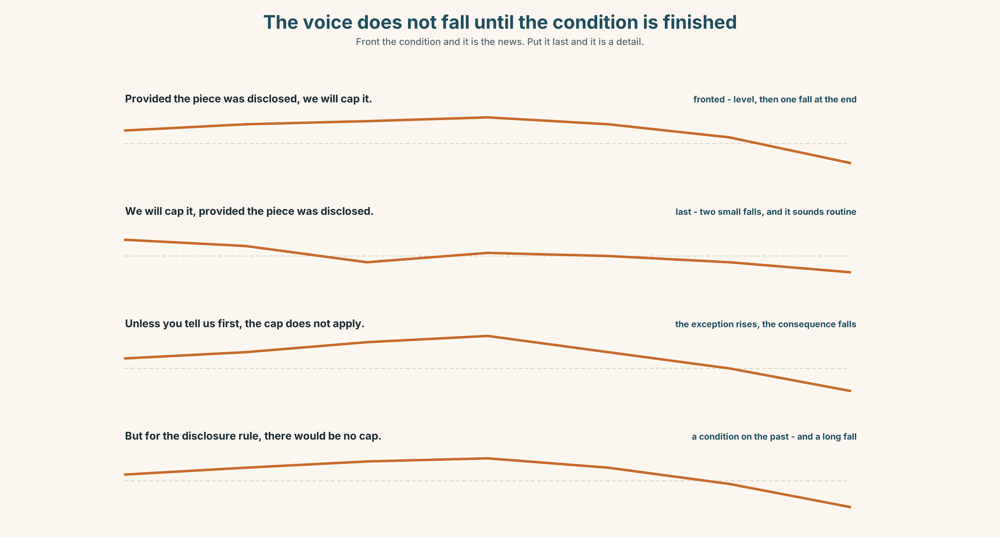 The voice does not fall until the condition is finished
Front the condition and it is the news. Put it last and it is a detail.
Provided the piece was disclosed, we will cap it.
fronted - level, then one fall at the end
We will cap it, provided the piece was disclosed.
last - two small falls, and it sounds routine
Unless you tell us first, the cap does not apply.
the exception rises, the consequence falls
But for the disclosure rule, there would be no cap.
a condition on the past - and a long fall